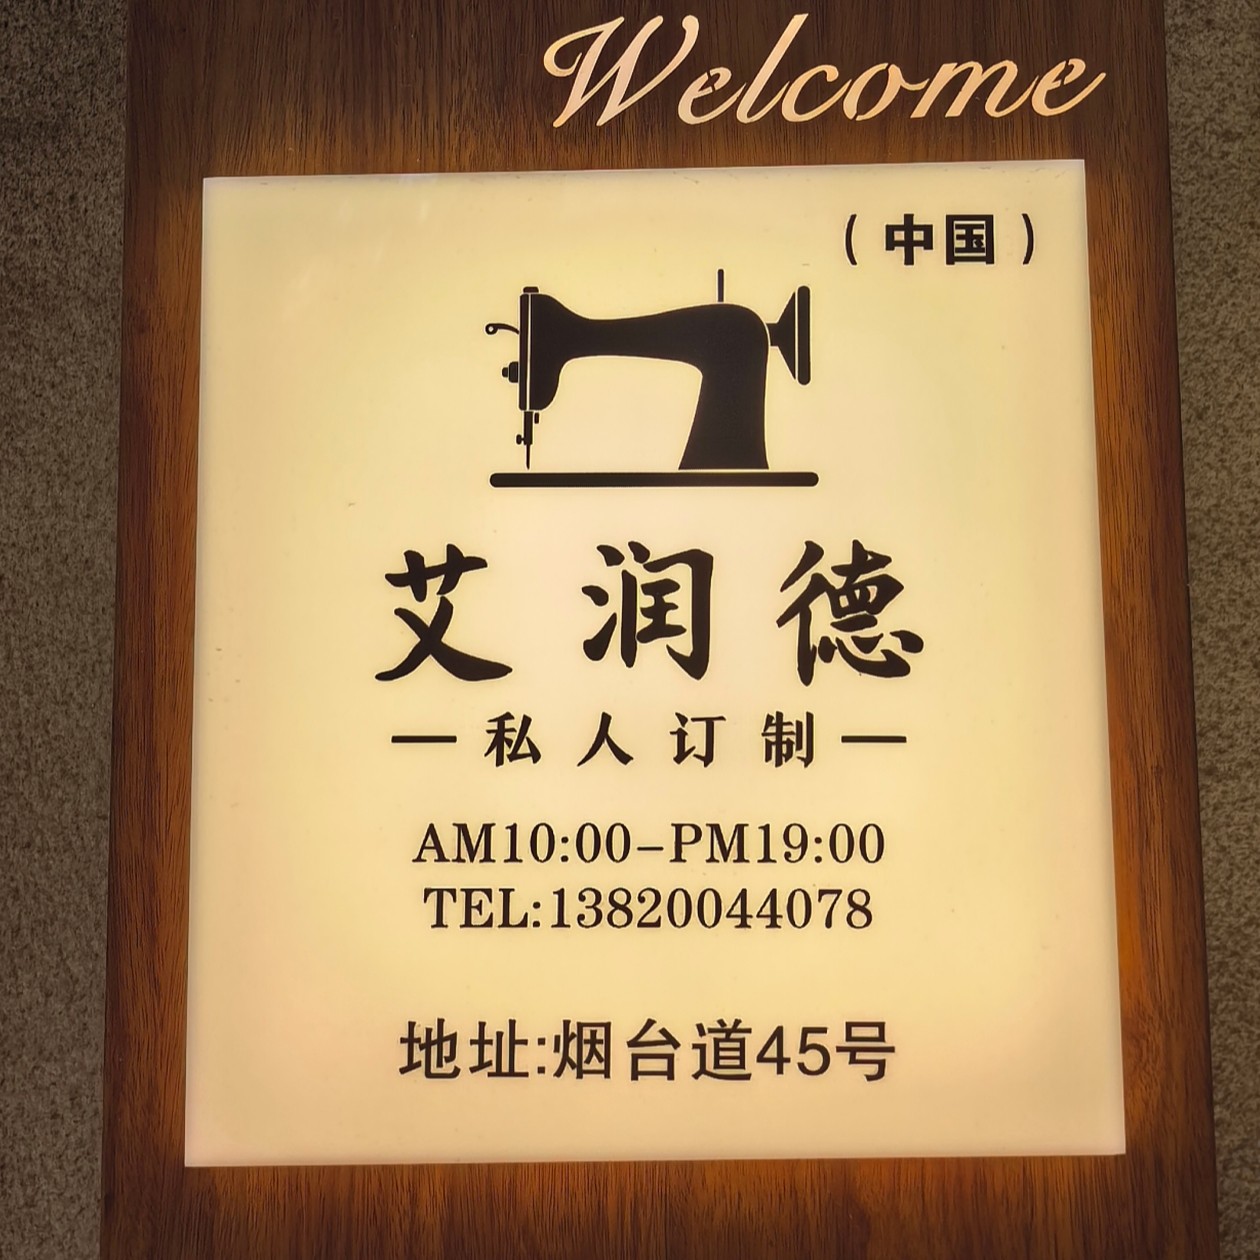 Welcome
（中国）
艾润德
—私人订制—
AM10:00-PM19:00
TEL:13820044078
地址:烟台道45号